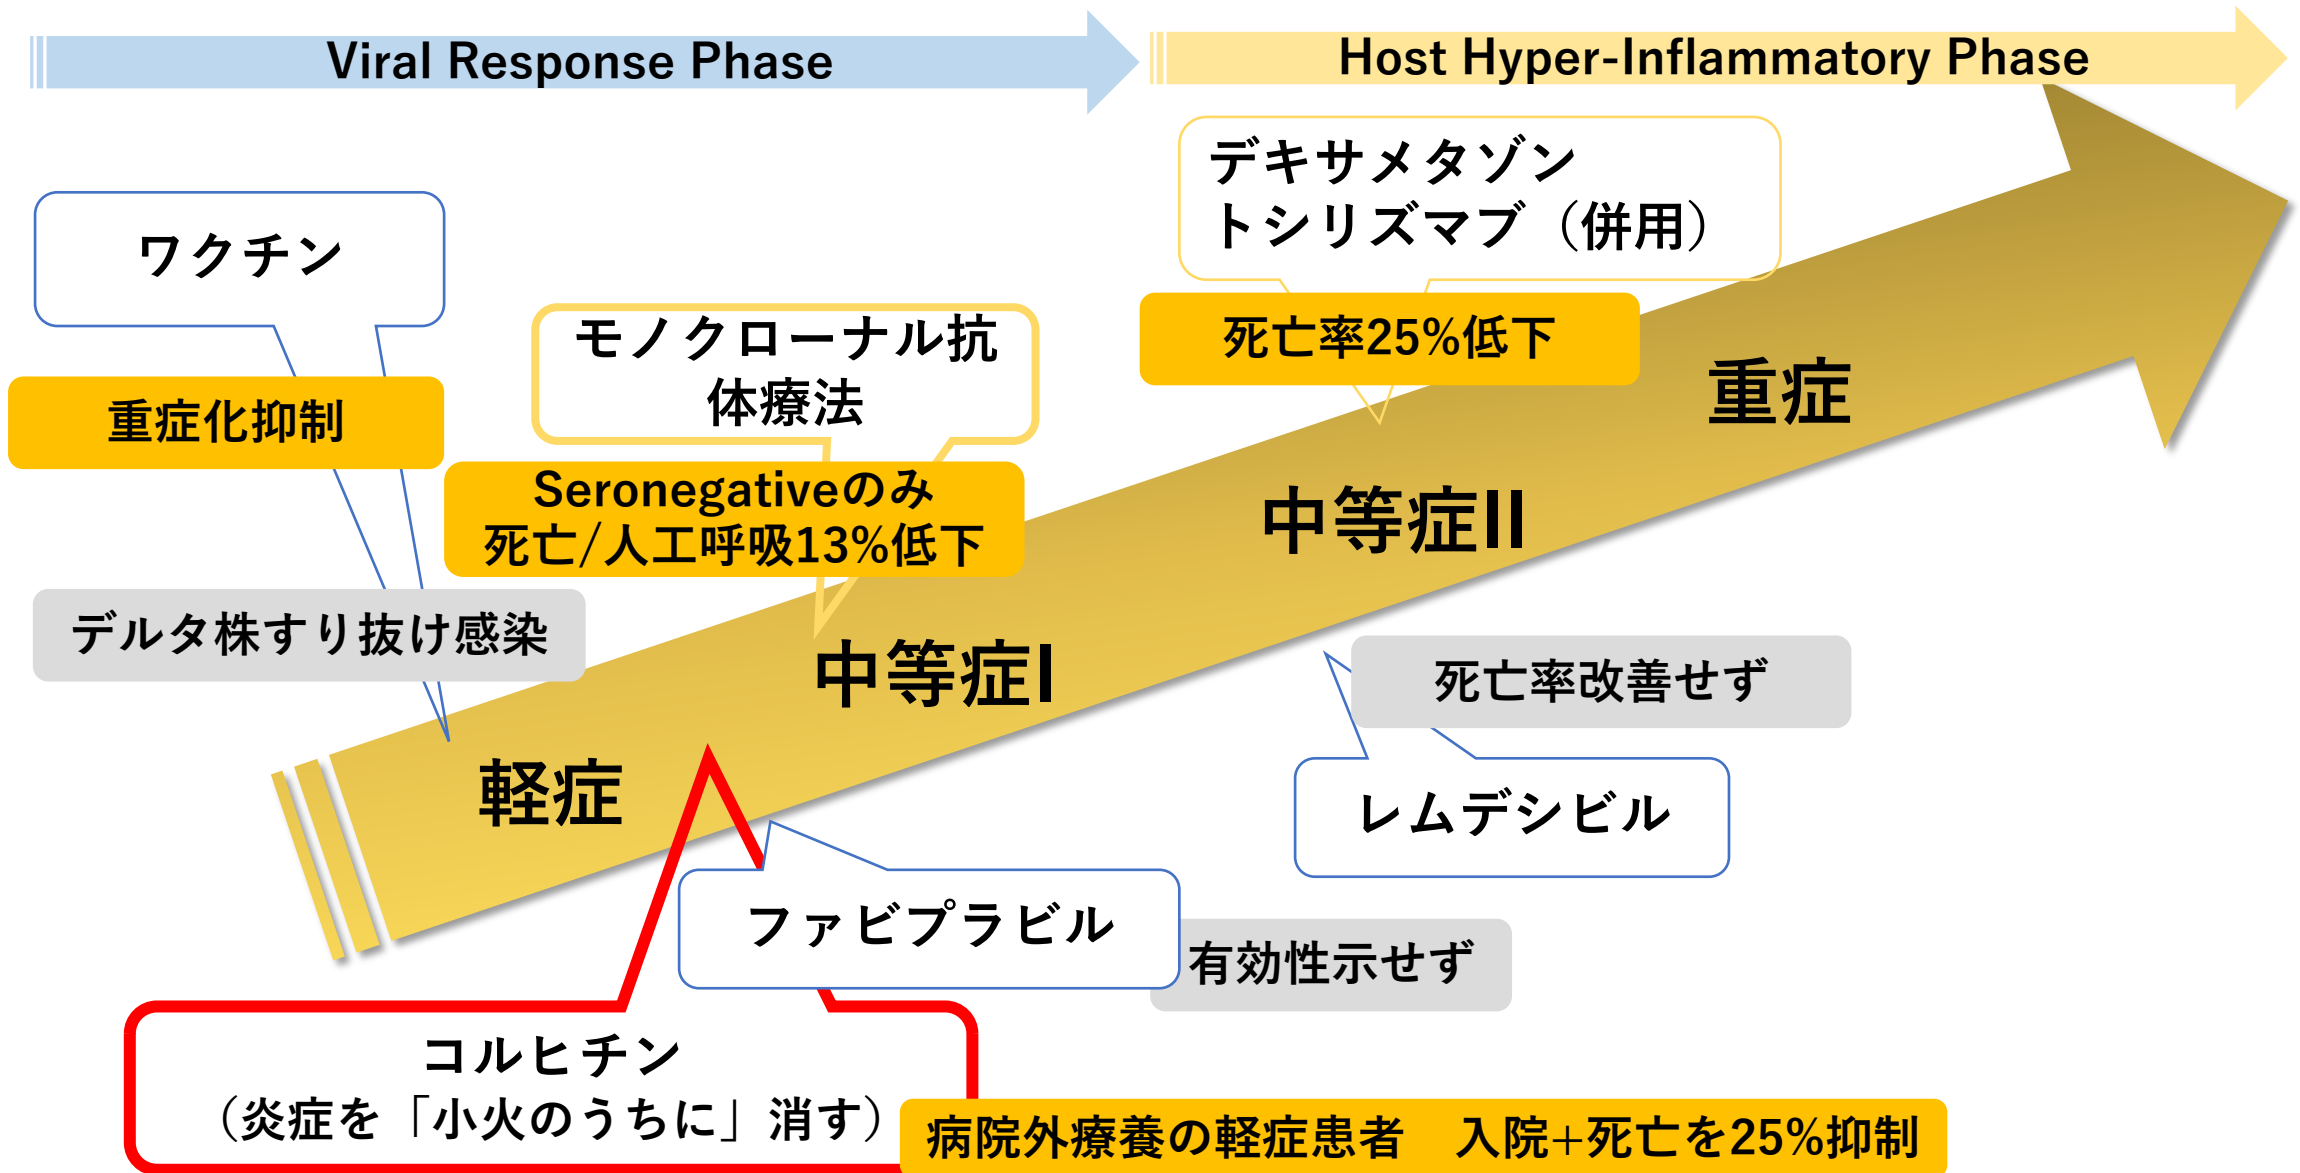 Viral Response Phase
Host Hyper-Inflammatory Phase
デキサメタゾン
トシリズマブ（併用）
死亡率25%低下
ワクチン
重症化抑制
モノクローナル抗
体療法
Seronegativeのみ
死亡/人工呼吸13%低下
デルタ株すり抜け感染
重症
中等症II
中等症I
軽症
死亡率改善せず
レムデシビル
ファビプラビル
有効性示せず
コルヒチン
（炎症を「小火のうちに」消す）
病院外療養の軽症患者　入院+死亡を25%抑制